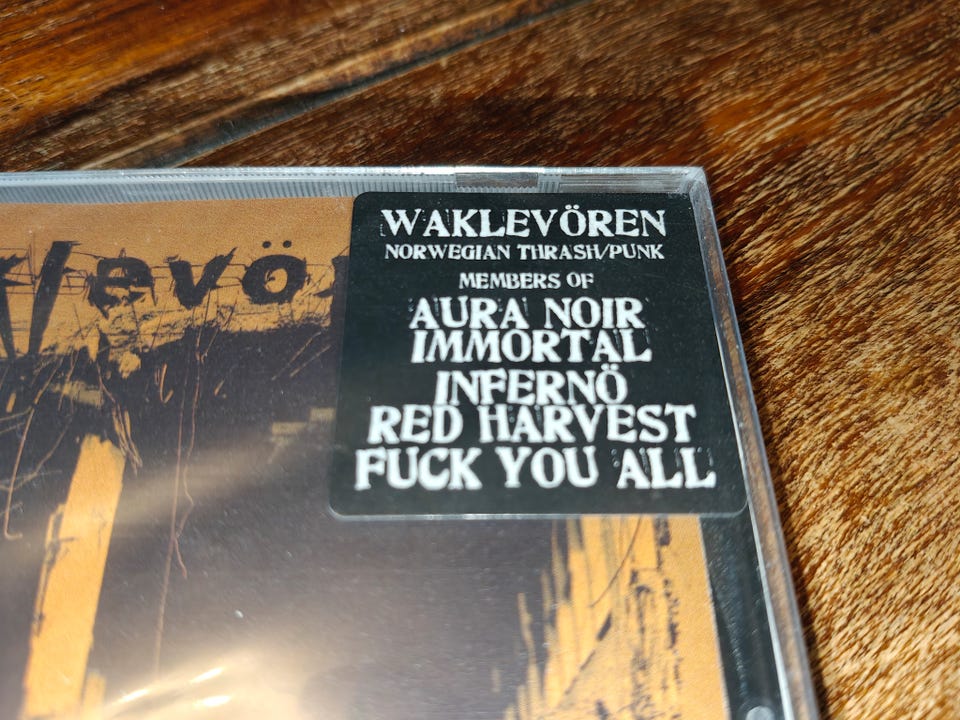 levö
WAKLEVÖREN
NORWEGIAN THRASH/PUNK
MEMBERS OF
AURA NOIR
IMMORTAL
INFERNÖ
RED HARVEST
FUCK YOU ALL